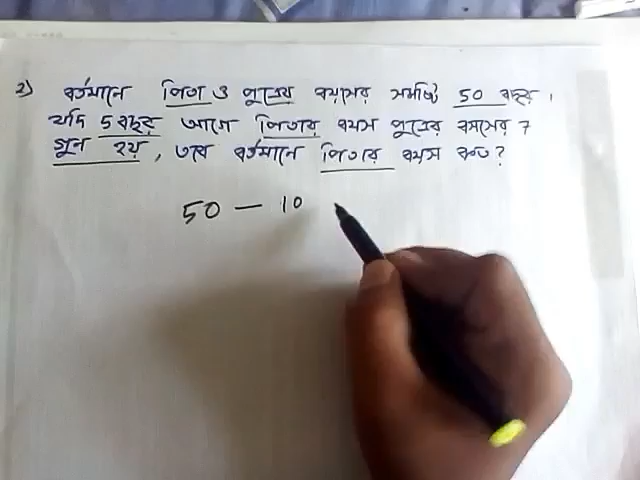 ২) বর্তমানে পিতা ও পুত্রের বয়সের সমষ্টি 50 বছর ।
যদি 5 বছর আগে পিতার বয়স পুত্রের বয়সের 7
গুন হয়, তবে বর্তমানে পিতার বয়স কত?
50 — 10